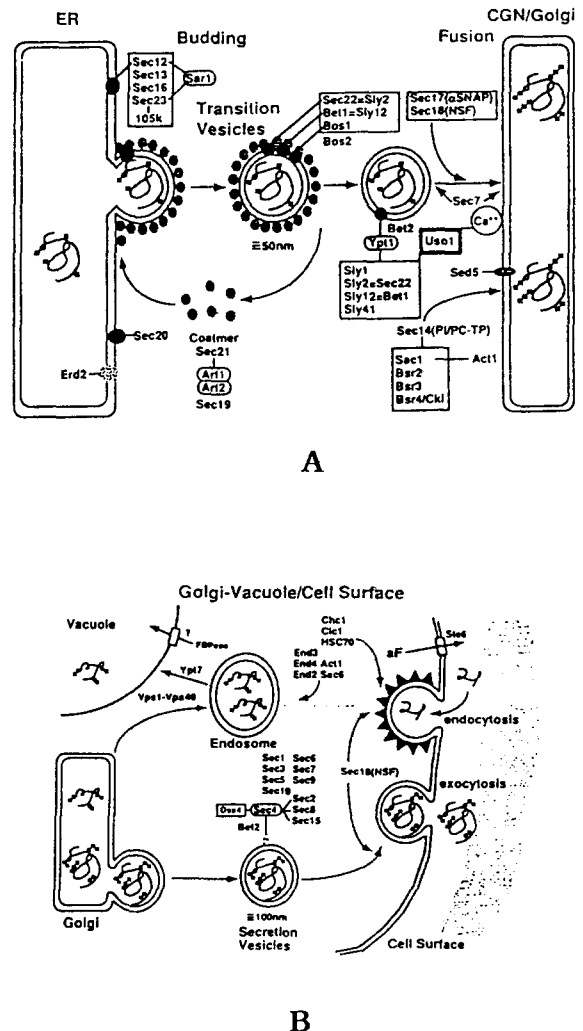 ER
CGN/Golgi
Budding
Fusion
Sec12
Sec13
Sec16
Sec23
105k
Sar1
Transition
Vesicles
Sec22=Sly2
Bet1=Sly12
Bos1
Bos2
Sec17(αSNAP)
Sec18(NSF)
Sec7
Ca++
Bet2
Ypt1
Uso1
≅50nm
Sly1
Sly2=Sec22
Sly12=Bet1
Sly41
Sed5
Sec20
Erd2
Coatmer
Sec21
Arf1
Arf2
Sec19
Sec14(PI/PC-TP)
Sac1
Act1
Bsr2
Bsr3
Bsr4/Cki
A
Golgi-Vacuole/Cell Surface
Vacuole
?
FBPase
Ypt7
Vps1-Vps46
Endosome
Chc1
Clc1
HSC70
End3
End4 Act1
End2 Sac6
aF
Ste6
endocytosis
Sec1 Sec6
Sec3 Sec7
Sec5 Sec9
Sec10
Sec18(NSF)
exocytosis
Dss4
Sec4
Sec2
Sec8
Sec15
Bet2
Golgi
≅100nm
Secretion
Vesicles
Cell Surface
B